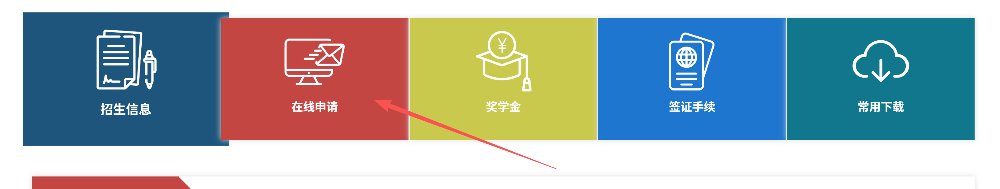 招生信息
在线申请
奖学金
签证手续
常用下载